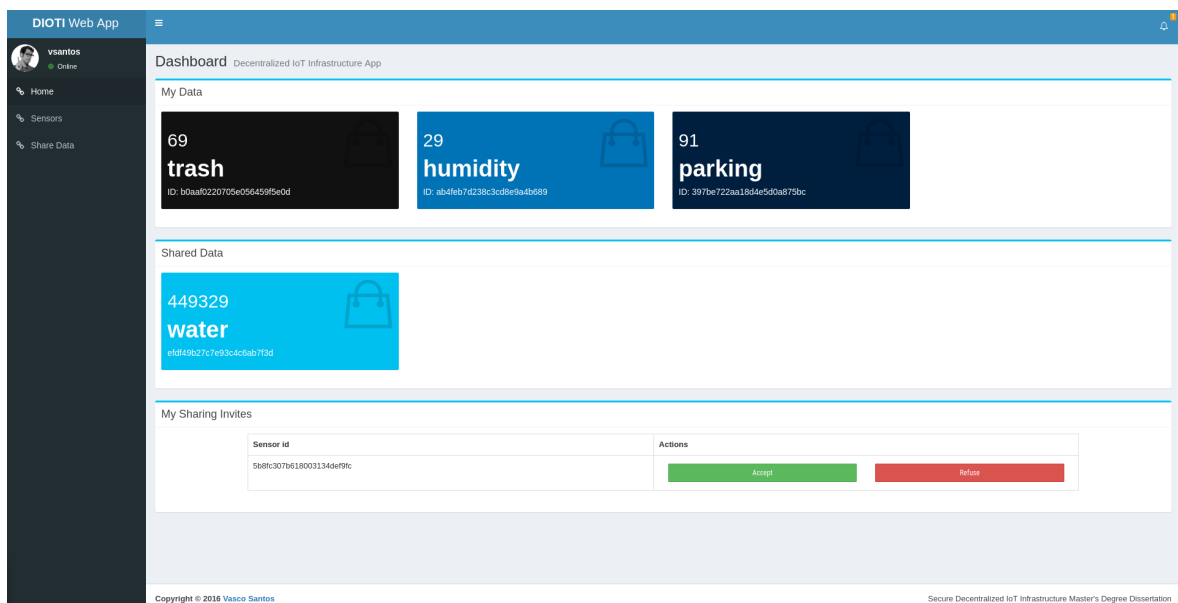 DIOTI Web App
1
vsantos
Online
Home
Sensors
Share Data
Dashboard Decentralized IoT Infrastructure App
My Data
69
trash
ID: b0aaf0220705e056459f5e0d
29
humidity
ID: ab4feb7d238c3cd8e9a4b689
91
parking
ID: 397be722aa18d4e5d0a875bc
Shared Data
449329
water
efdf49b27c7e93c4c6ab7f3d
My Sharing Invites
Sensor id Actions
5b8fc307b618003134def9fc Accept Refuse
Copyright © 2016 Vasco Santos Secure Decentralized IoT Infrastructure Master's Degree Dissertation